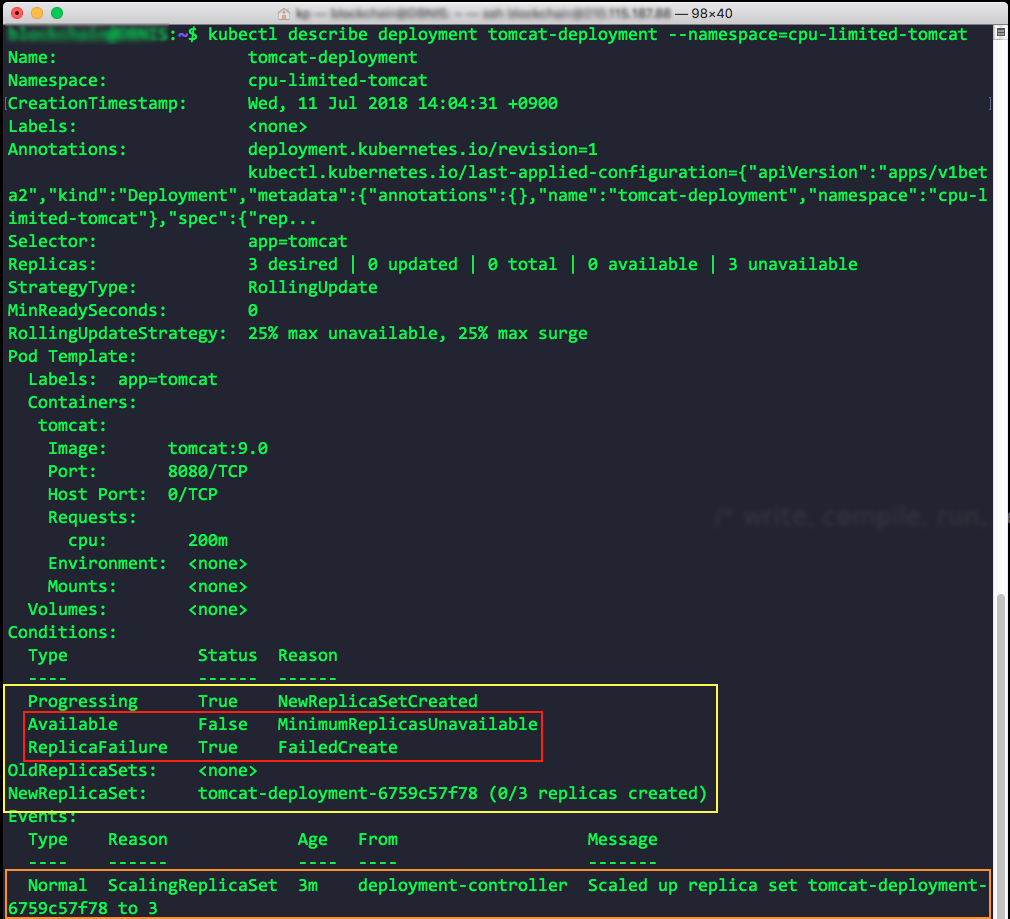 — 98×40
:~$ kubectl describe deployment tomcat-deployment --namespace=cpu-limited-tomcat
Name: tomcat-deployment
Namespace: cpu-limited-tomcat
[CreationTimestamp: Wed, 11 Jul 2018 14:04:31 +0900 ]
Labels: <none>
Annotations: deployment.kubernetes.io/revision=1
kubectl.kubernetes.io/last-applied-configuration={"apiVersion":"apps/v1bet
a2","kind":"Deployment","metadata":{"annotations":{},"name":"tomcat-deployment","namespace":"cpu-l
imited-tomcat"},"spec":{"rep...
Selector: app=tomcat
Replicas: 3 desired | 0 updated | 0 total | 0 available | 3 unavailable
StrategyType: RollingUpdate
MinReadySeconds: 0
RollingUpdateStrategy: 25% max unavailable, 25% max surge
Pod Template:
Labels: app=tomcat
Containers:
tomcat:
Image: tomcat:9.0
Port: 8080/TCP
Host Port: 0/TCP
/* write, compile, run,
Requests:
cpu: 200m
Environment: <none>
Mounts: <none>
Volumes: <none>
Conditions:
Type Status Reason
---- ------ ------
Progressing True NewReplicaSetCreated
Available False MinimumReplicasUnavailable
ReplicaFailure True FailedCreate
OldReplicaSets: <none>
NewReplicaSet: tomcat-deployment-6759c57f78 (0/3 replicas created)
Events:
Type Reason Age From Message
---- ------ ---- ---- -------
Normal ScalingReplicaSet 3m deployment-controller Scaled up replica set tomcat-deployment-
6759c57f78 to 3